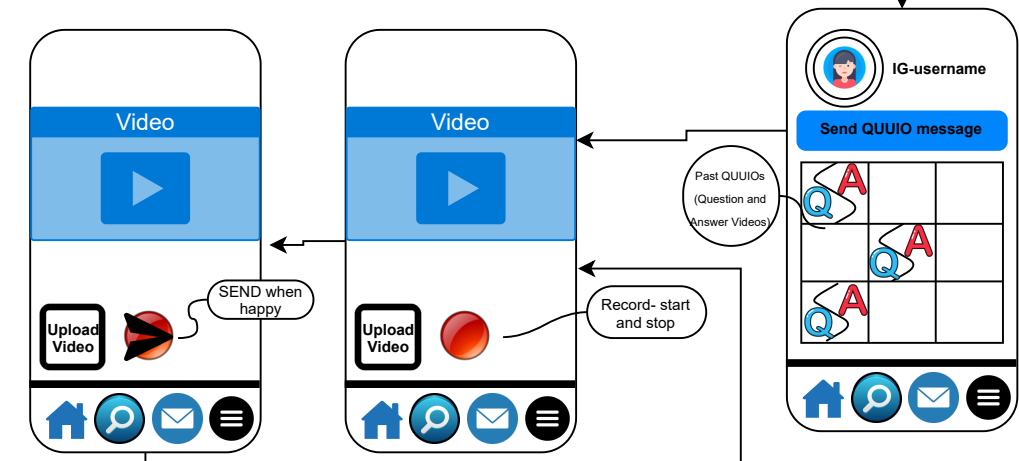 Video
Upload
Video
SEND when
happy
Video
Upload
Video
Record- start
and stop
IG-username
Send QUUIO message
Past QUUIOs
(Question and
Answer Videos)
A
Q
A
Q
A
Q